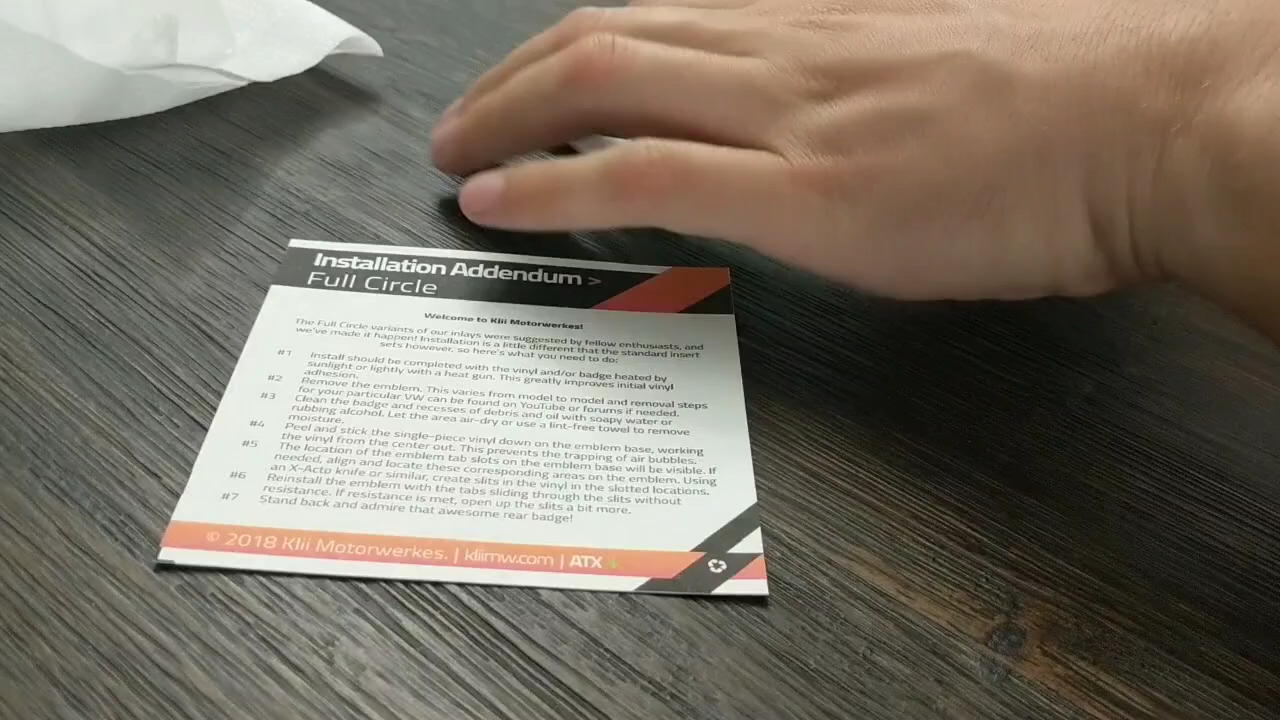 Installation Addendum >
Full Circle
Welcome to Klii Motorwerkes!
The Full Circle variants of our inlays were suggested by fellow enthusiasts, and
we've made it happen! Installation is a little different that the standard insert
sets however, so here's what you need to do:
#1 Install should be completed with the vinyl and/or badge heated by
sunlight or lightly with a heat gun. This greatly improves initial vinyl
adhesion.
#2 Remove the emblem. This varies from model to model and removal steps
for your particular VW can be found on YouTube or forums if needed.
#3 Clean the badge and recesses of debris and oil with soapy water or
rubbing alcohol. Let the area air-dry or use a lint-free towel to remove
moisture.
#4 Peel and stick the single-piece vinyl down on the emblem base, working
the vinyl from the center out. This prevents the trapping of air bubbles.
#5 The location of the emblem tab slots on the emblem base will be visible. If
needed, align and locate these corresponding areas on the emblem. Using
an X-Acto knife or similar, create slits in the vinyl in the slotted locations.
#6 Reinstall the emblem with the tabs sliding through the slits without
resistance. If resistance is met, open up the slits a bit more.
#7 Stand back and admire that awesome rear badge!
© 2018 Klii Motorwerkes. | kliimw.com | ATX